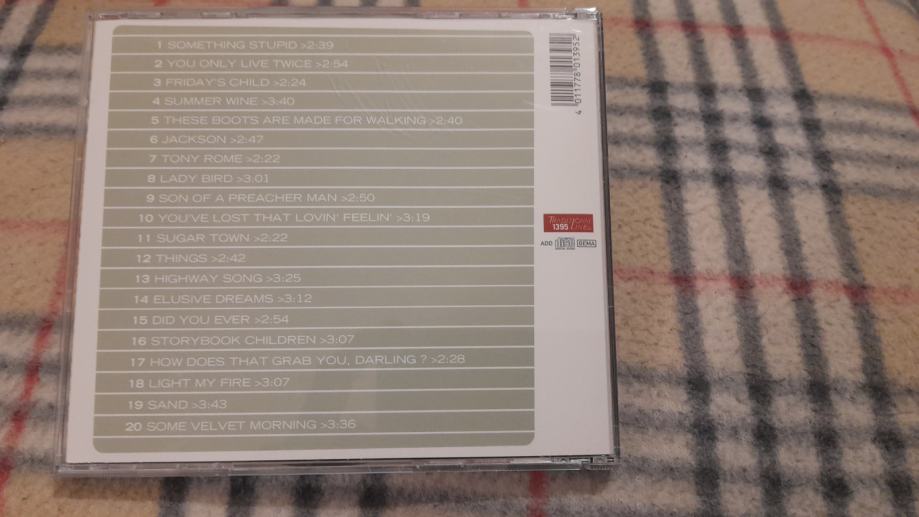 1 SOMETHING STUPID >2:39
2 YOU ONLY LIVE TWICE >2:54
3 FRIDAY'S CHILD >2:24
4 SUMMER WINE >3:40
5 THESE BOOTS ARE MADE FOR WALKING >2:40
6 JACKSON >2:47
7 TONY ROME >2:22
8 LADY BIRD >3:01
9 SON OF A PREACHER MAN >2:50
10 YOU'VE LOST THAT LOVIN' FEELIN' >3:19
11 SUGAR TOWN >2:22
12 THINGS >2:42
13 HIGHWAY SONG >3:25
14 ELUSIVE DREAMS >3:12
15 DID YOU EVER >2:54
16 STORYBOOK CHILDREN >3:07
17 HOW DOES THAT GRAB YOU, DARLING ? >2:28
18 LIGHT MY FIRE >3:07
19 SAND >3:43
20 SOME VELVET MORNING >3:36
4 011778 013952
TRADITIONAL
LINE
1395
ADD
GEMA